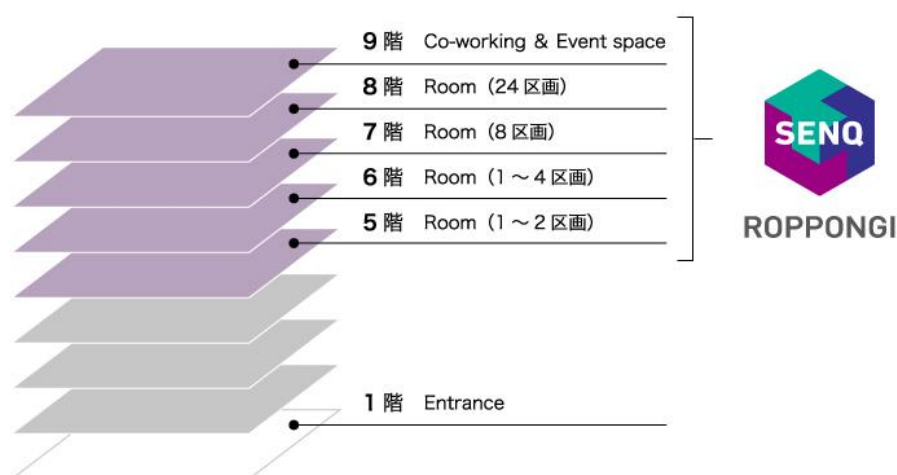 9階 Co-working & Event space
8階 Room（24区画）
7階 Room（8区画）
6階 Room（1～4区画）
5階 Room（1～2区画）
1階 Entrance
SENQ
ROPPONGI